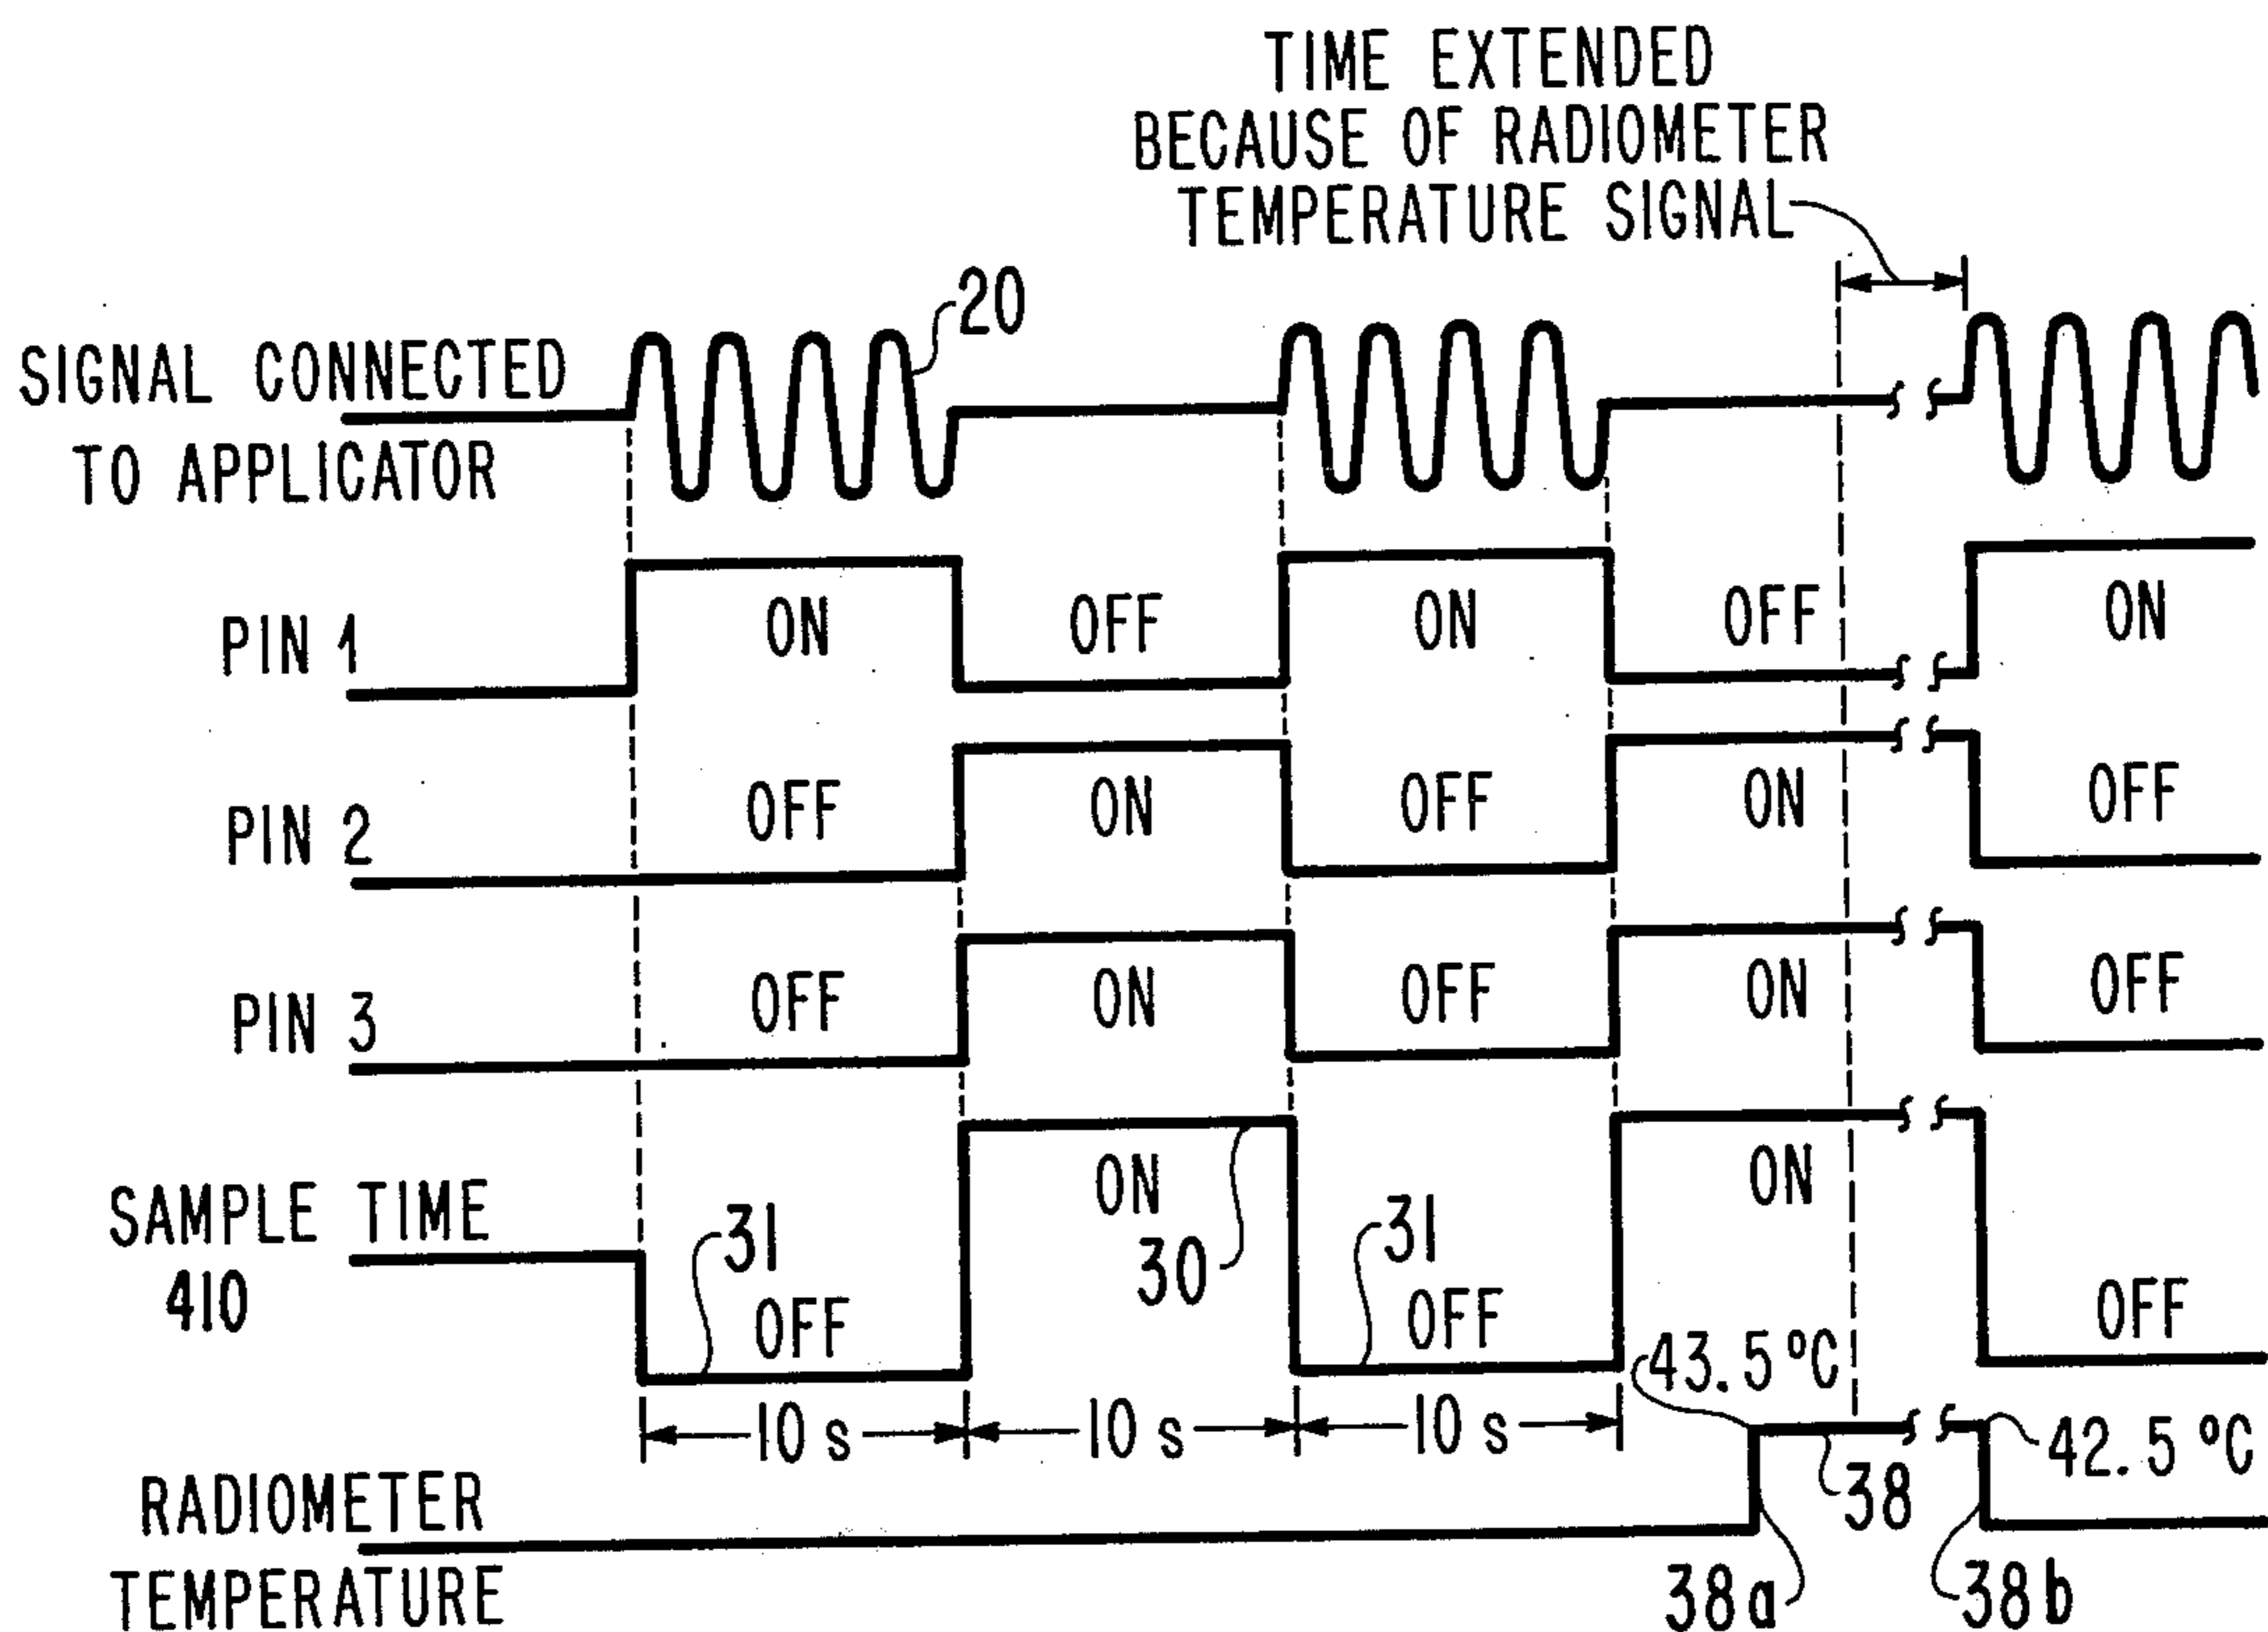 TIME EXTENDED
BECAUSE OF RADIOMETER
TEMPERATURE SIGNAL
20
SIGNAL CONNECTED
TO APPLICATOR
PIN 1
ON
OFF
ON
OFF
ON
PIN 2
OFF
ON
OFF
ON
OFF
PIN 3
OFF
ON
OFF
ON
OFF
SAMPLE TIME
410
31
OFF
ON
30
31
OFF
ON
OFF
10 s
10 s
10 s
43.5 °C
42.5 °C
RADIOMETER
TEMPERATURE
38
38a
38b